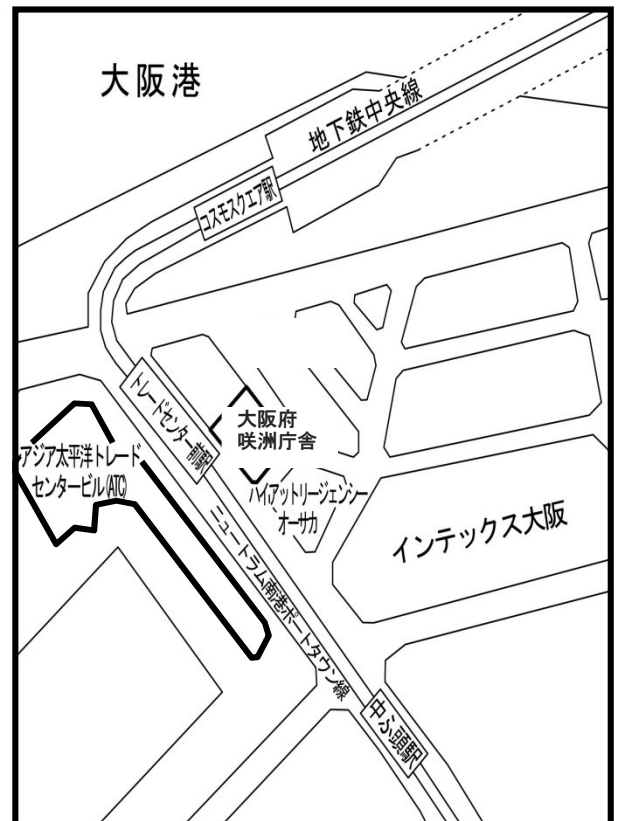 大阪港
地下鉄中央線
コスモスクエア駅
トレードセンター前駅
大阪府
咲洲庁舎
アジア太平洋トレード
センタービル(ATC)
ハイアットリージェンシー
オーサカ
インテックス大阪
ニュートラム南港ポートタウン線
中ふ頭駅